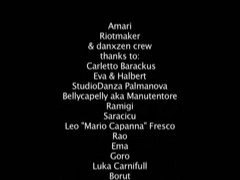 Amari
Riotmaker
& danxzen crew
thanks to:
Carletto Barackus
Eva & Halbert
StudioDanza Palmanova
Bellycapelly aka Manutentore
Ramigi
Saracicu
Leo "Mario Capanna" Fresco
Rao
Ema
Goro
Luka Carnifull
Borut